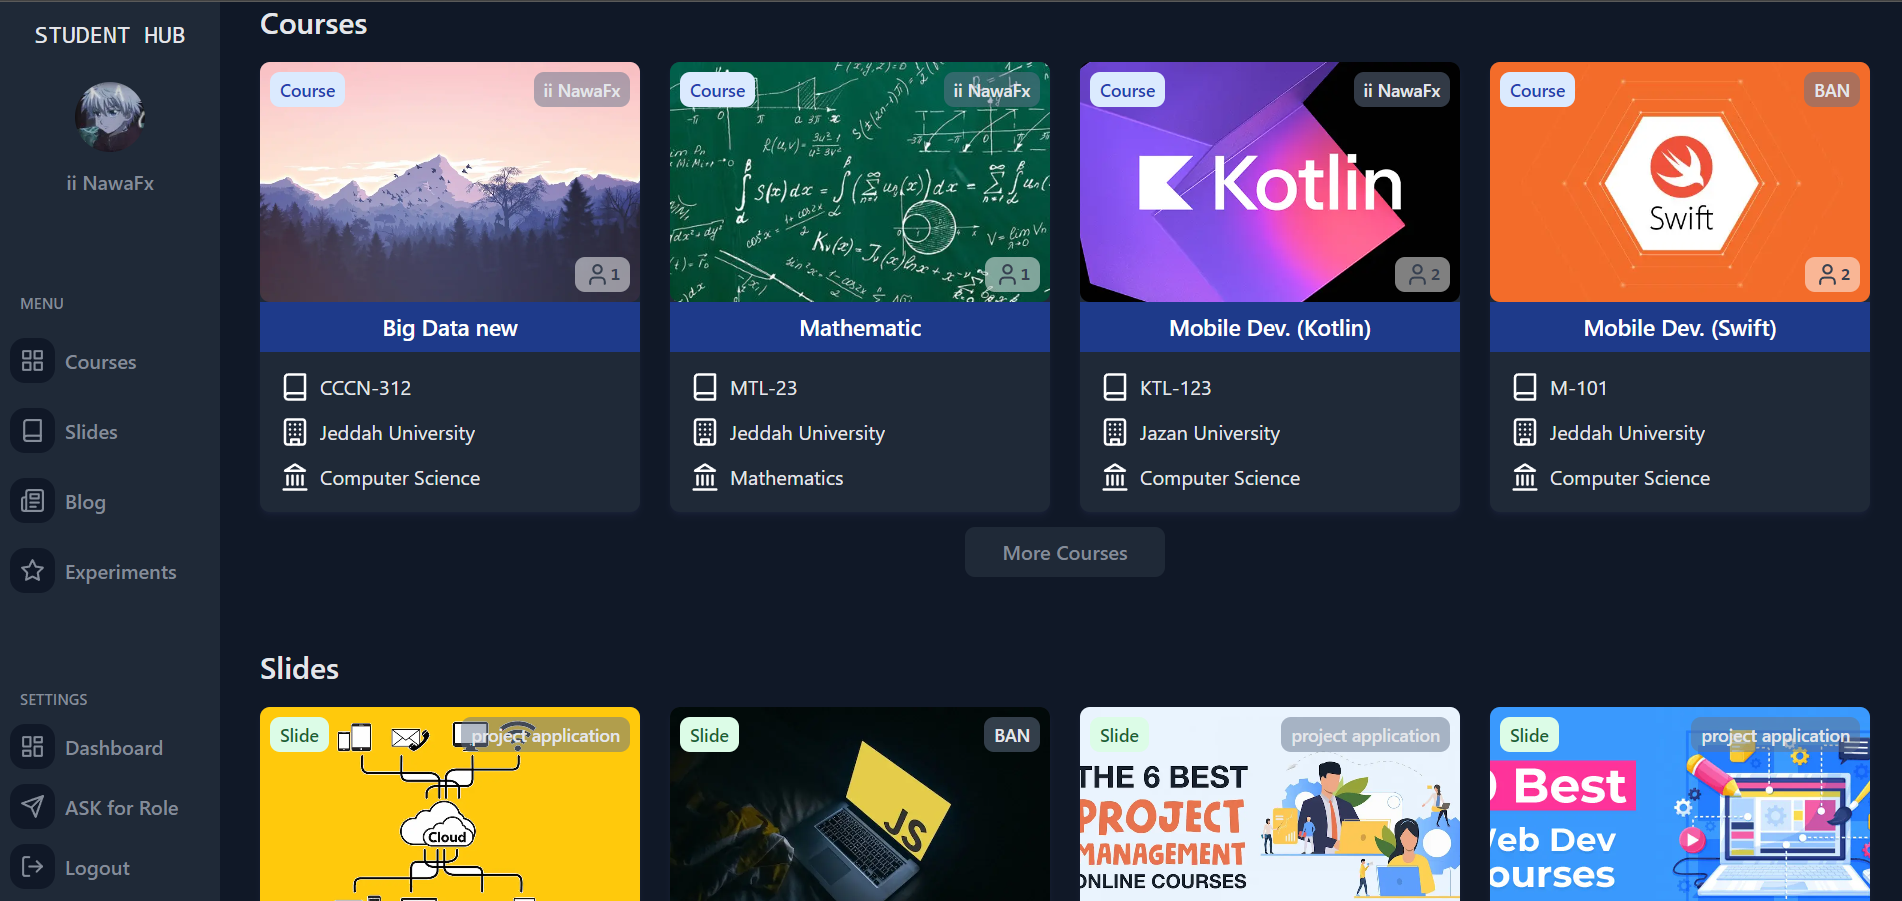 STUDENT HUB
ii NawaFx
MENU
Courses
Slides
Blog
Experiments
SETTINGS
Dashboard
ASK for Role
Logout
Courses
Course
ii NawaFx
1
Big Data new
CCCN-312
Jeddah University
Computer Science
Course
ii NawaFx
1
Mathematic
MTL-23
Jeddah University
Mathematics
Course
ii NawaFx
Kotlin
2
Mobile Dev. (Kotlin)
KTL-123
Jazan University
Computer Science
Course
BAN
Swift
2
Mobile Dev. (Swift)
M-101
Jeddah University
Computer Science
More Courses
Slides
Slide
project application
Cloud
Slide
BAN
JS
Slide
project application
THE 6 BEST
PROJECT
MANAGEMENT
ONLINE COURSES
Slide
project application
Best
Web Dev
ourses